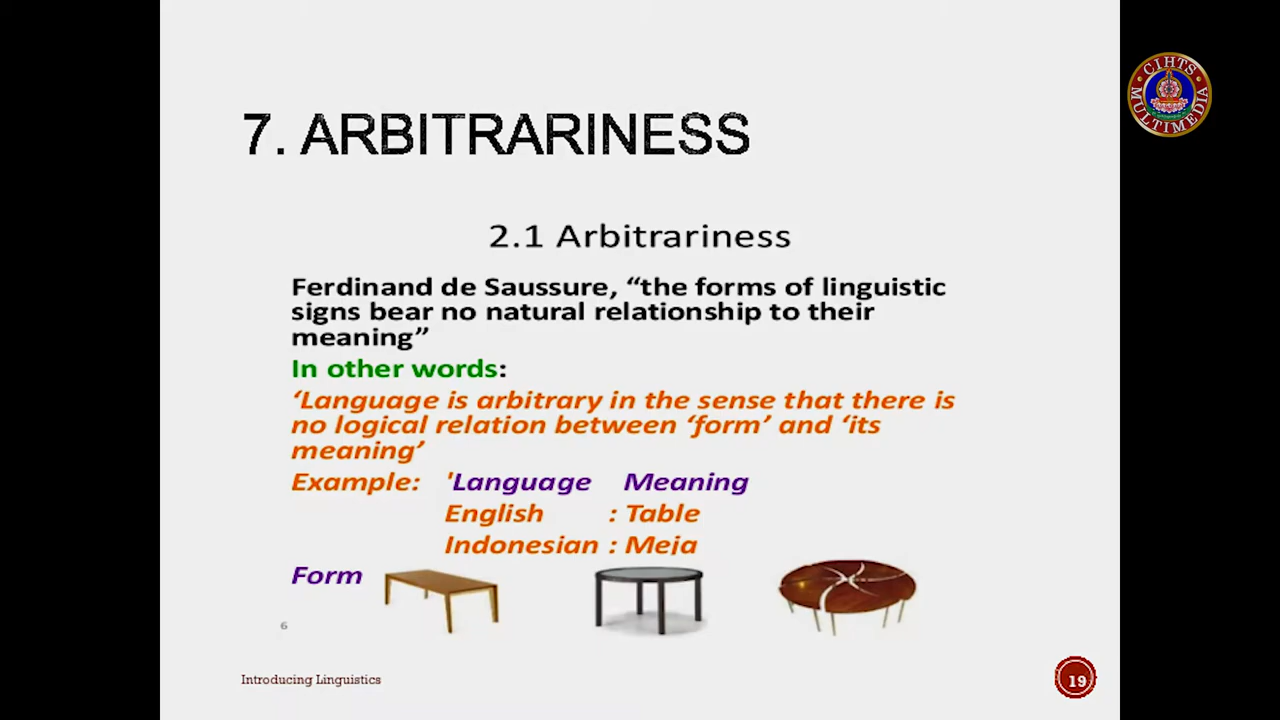 CIHTS
MULTIMEDIA
7. ARBITRARINESS
2.1 Arbitrariness
Ferdinand de Saussure, “the forms of linguistic
signs bear no natural relationship to their
meaning”
In other words:
‘Language is arbitrary in the sense that there is
no logical relation between ‘form’ and ‘its
meaning’
Example: 'Language Meaning
English : Table
Indonesian : Meja
Form
6
Introducing Linguistics
19